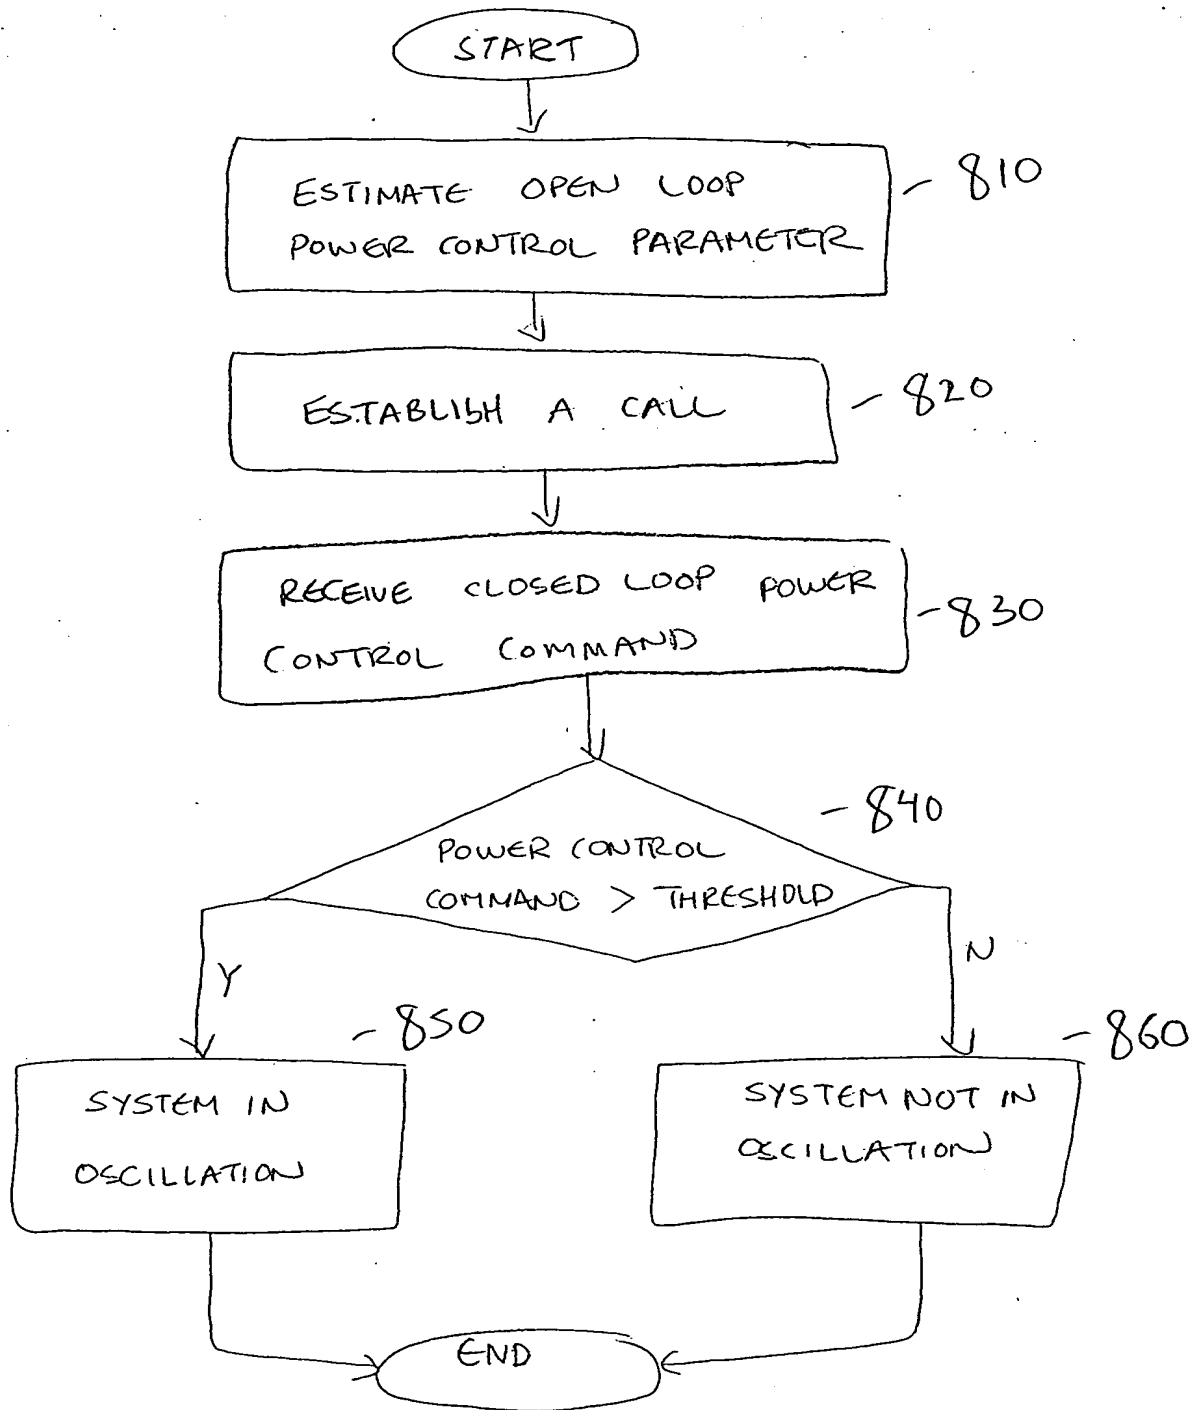 START
ESTIMATE OPEN LOOP
POWER CONTROL PARAMETER
- 810
ESTABLISH A CALL
- 820
RECEIVE CLOSED LOOP POWER
CONTROL COMMAND
- 830
POWER CONTROL
COMMAND > THRESHOLD
- 840
Y
N
SYSTEM IN
OSCILLATION
- 850
SYSTEM NOT IN
OSCILLATION
- 860
END